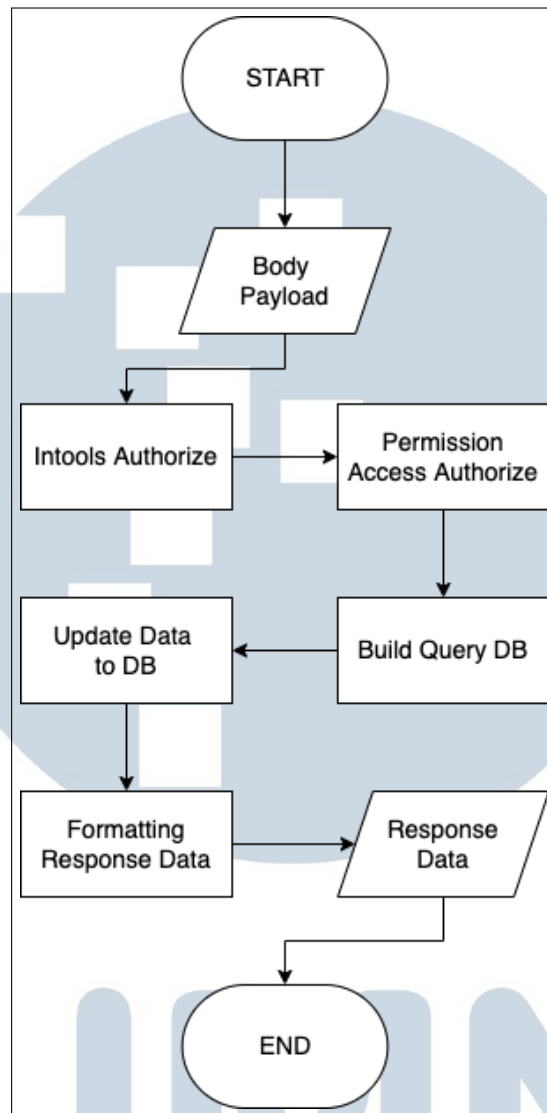 START
Body
Payload
Intools Authorize
Permission
Access Authorize
Update Data
to DB
Build Query DB
Formatting
Response Data
Response
Data
END